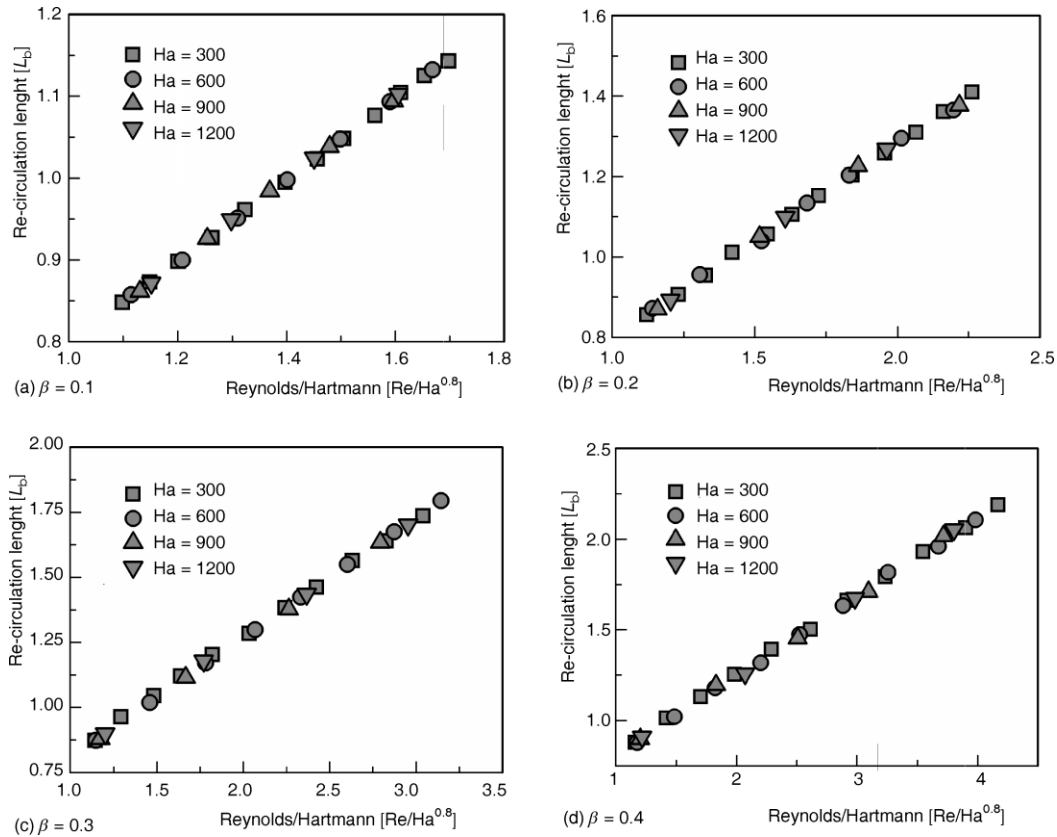 1.2
1.1
1.0
0.9
0.8
Re-circulation lenght [Lb]
Ha = 300
Ha = 600
Ha = 900
Ha = 1200
1.0 1.2 1.4 1.6 1.8
(a) β = 0.1
Reynolds/Hartmann [Re/Ha^0.8]
1.6
1.4
1.2
1.0
0.8
Re-circulation lenght [Lb]
Ha = 300
Ha = 600
Ha = 900
Ha = 1200
1.0 1.5 2.0 2.5
(b) β = 0.2
Reynolds/Hartmann [Re/Ha^0.8]
2.00
1.75
1.50
1.25
1.00
0.75
Re-circulation lenght [Lb]
Ha = 300
Ha = 600
Ha = 900
Ha = 1200
1.0 1.5 2.0 2.5 3.0 3.5
(c) β = 0.3
Reynolds/Hartmann [Re/Ha^0.8]
2.5
2.0
1.5
1.0
Re-circulation lenght [Lb]
Ha = 300
Ha = 600
Ha = 900
Ha = 1200
1 2 3 4
(d) β = 0.4
Reynolds/Hartmann [Re/Ha^0.8]